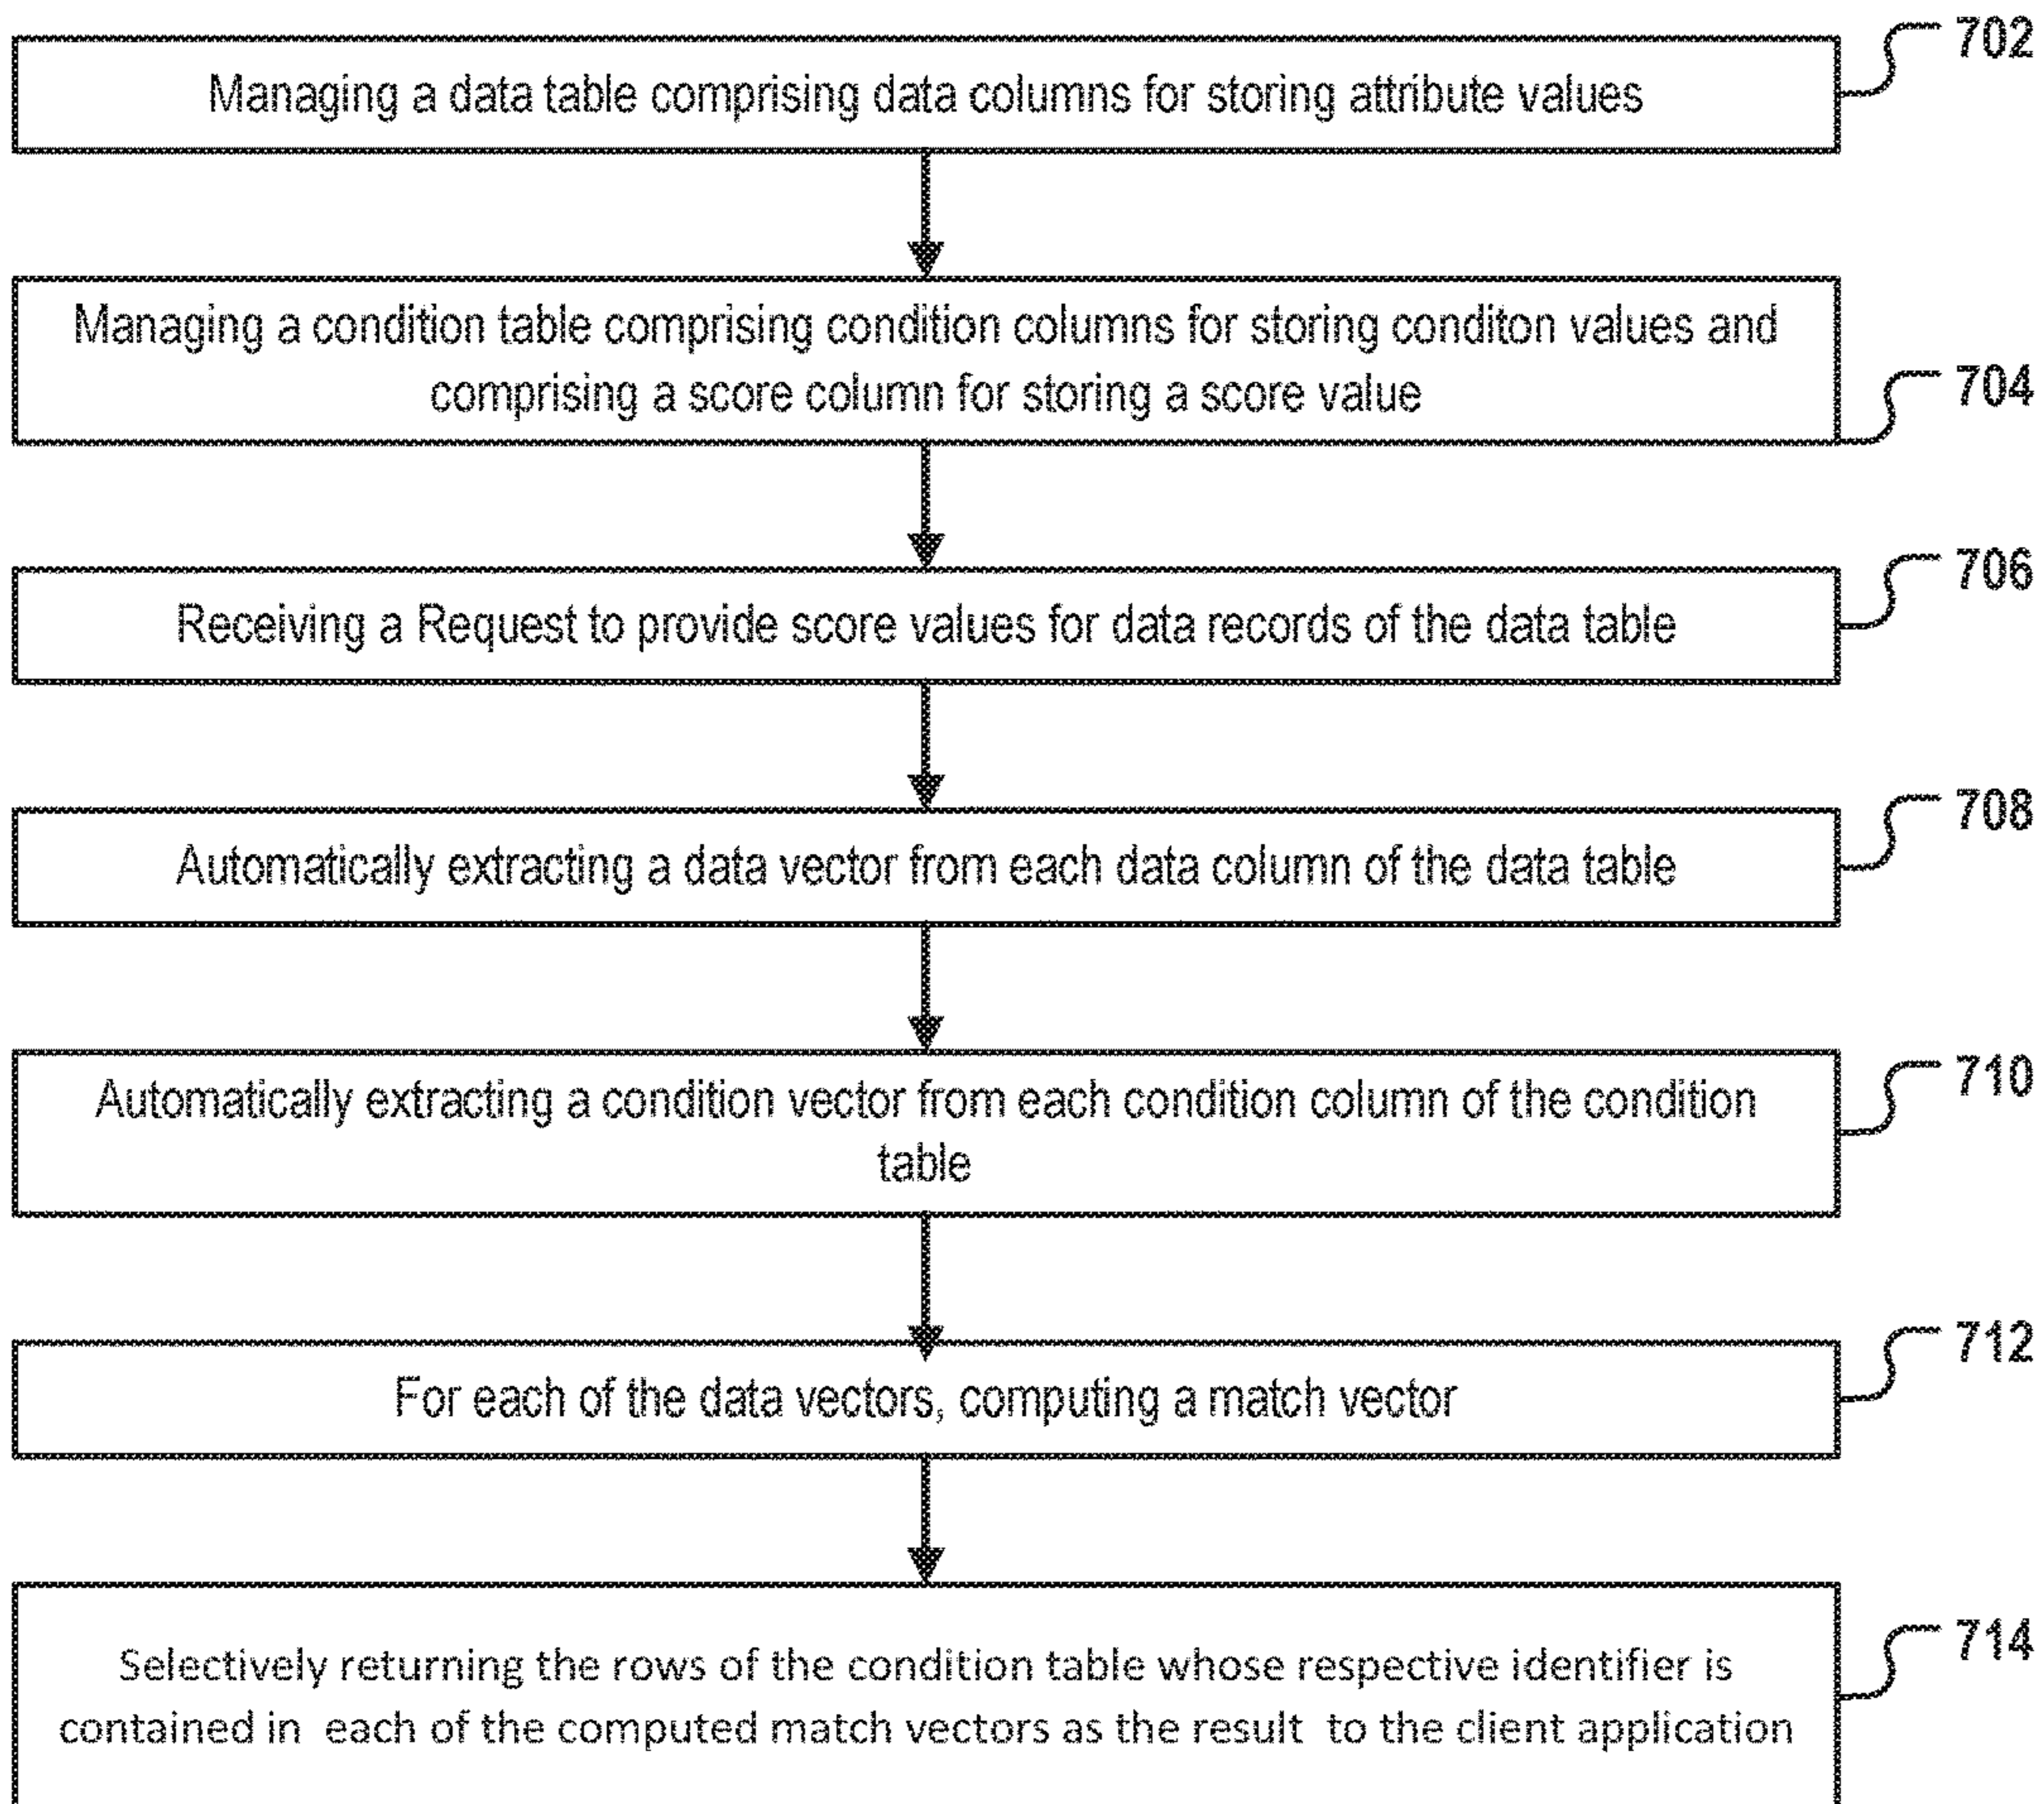 702
Managing a data table comprising data columns for storing attribute values
Managing a condition table comprising condition columns for storing conditon values and
comprising a score column for storing a score value
704
706
Receiving a Request to provide score values for data records of the data table
708
Automatically extracting a data vector from each data column of the data table
710
Automatically extracting a condition vector from each condition column of the condition
table
712
For each of the data vectors, computing a match vector
714
Selectively returning the rows of the condition table whose respective identifier is
contained in each of the computed match vectors as the result to the client application